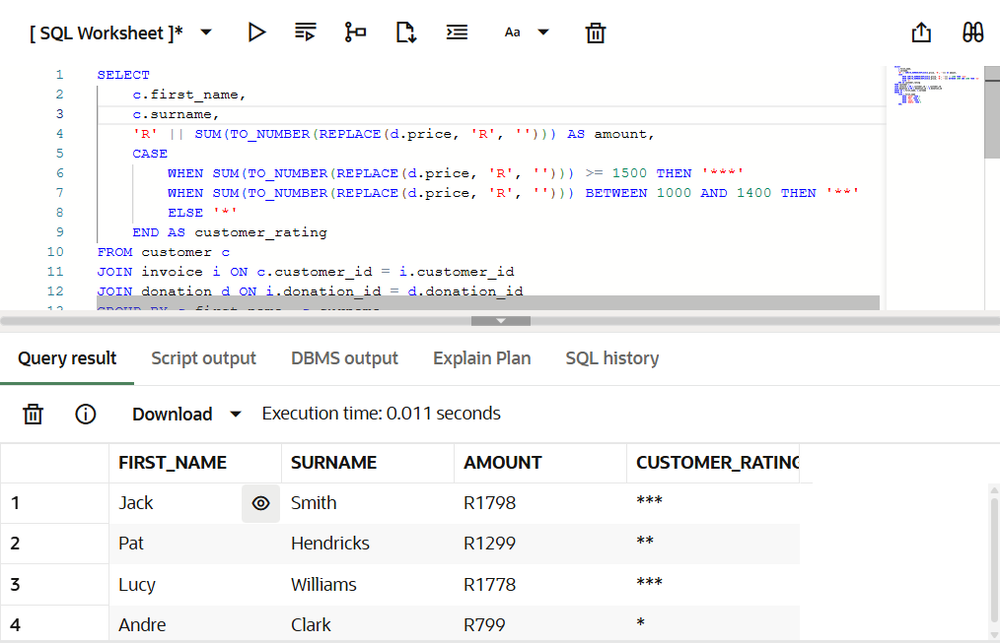 [ SQL Worksheet ]*
Aa
1 SELECT
2 c.first_name,
3 c.surname,
4 'R' || SUM(TO_NUMBER(REPLACE(d.price, 'R', ''))) AS amount,
5 CASE
6 WHEN SUM(TO_NUMBER(REPLACE(d.price, 'R', ''))) >= 1500 THEN '***'
7 WHEN SUM(TO_NUMBER(REPLACE(d.price, 'R', ''))) BETWEEN 1000 AND 1400 THEN '**'
8 ELSE '*'
9 END AS customer_rating
10 FROM customer c
11 JOIN invoice i ON c.customer_id = i.customer_id
12 JOIN donation d ON i.donation_id = d.donation_id
Query result Script output DBMS output Explain Plan SQL history
Download Execution time: 0.011 seconds
FIRST_NAME SURNAME AMOUNT CUSTOMER_RATING
1 Jack Smith R1798 ***
2 Pat Hendricks R1299 **
3 Lucy Williams R1778 ***
4 Andre Clark R799 *